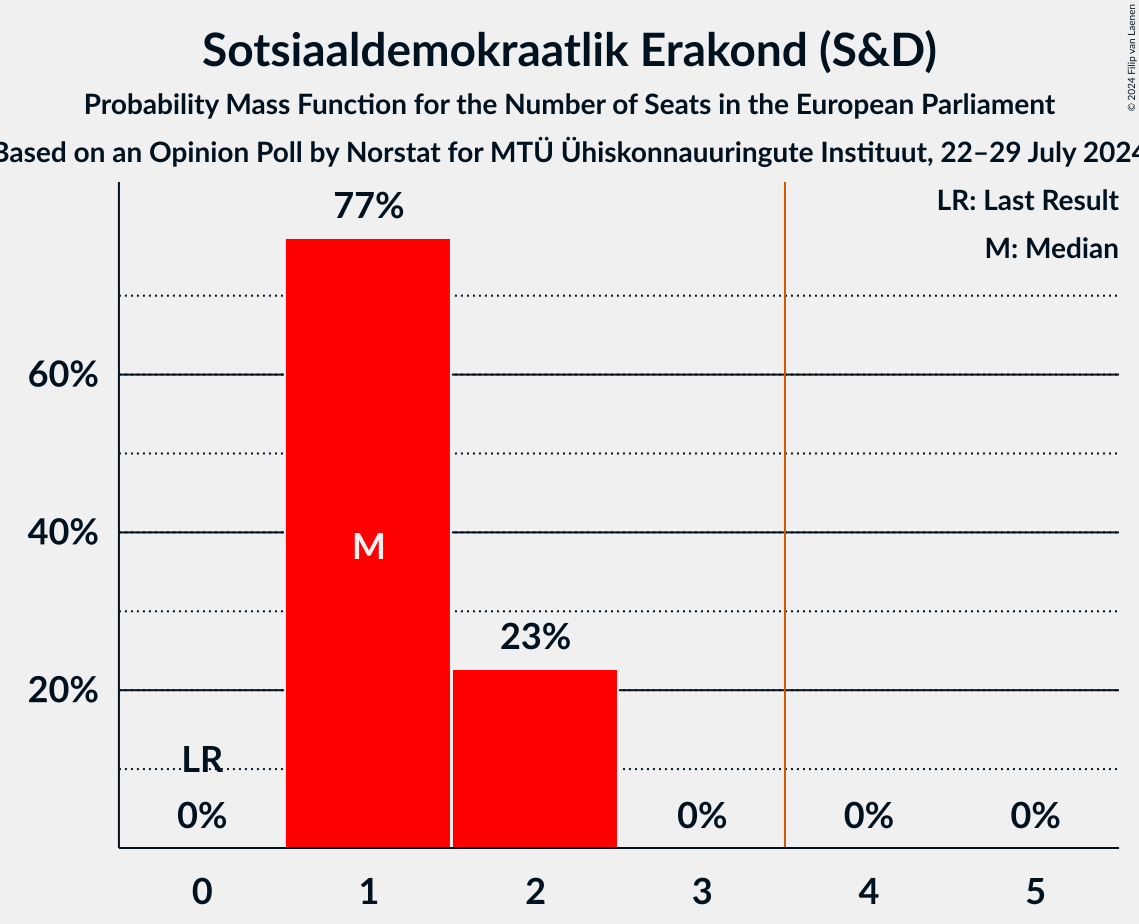 Sotsiaaldemokraatlik Erakond (S&D)
Probability Mass Function for the Number of Seats in the European Parliament
Based on an Opinion Poll by Norstat for MTÜ Ühiskonnauuringute Instituut, 22–29 July 2024
© 2024 Filip van Laenen
LR: Last Result
M: Median
77%
60%
40%
M
23%
20%
LR
0% 0% 0% 0%
0 1 2 3 4 5